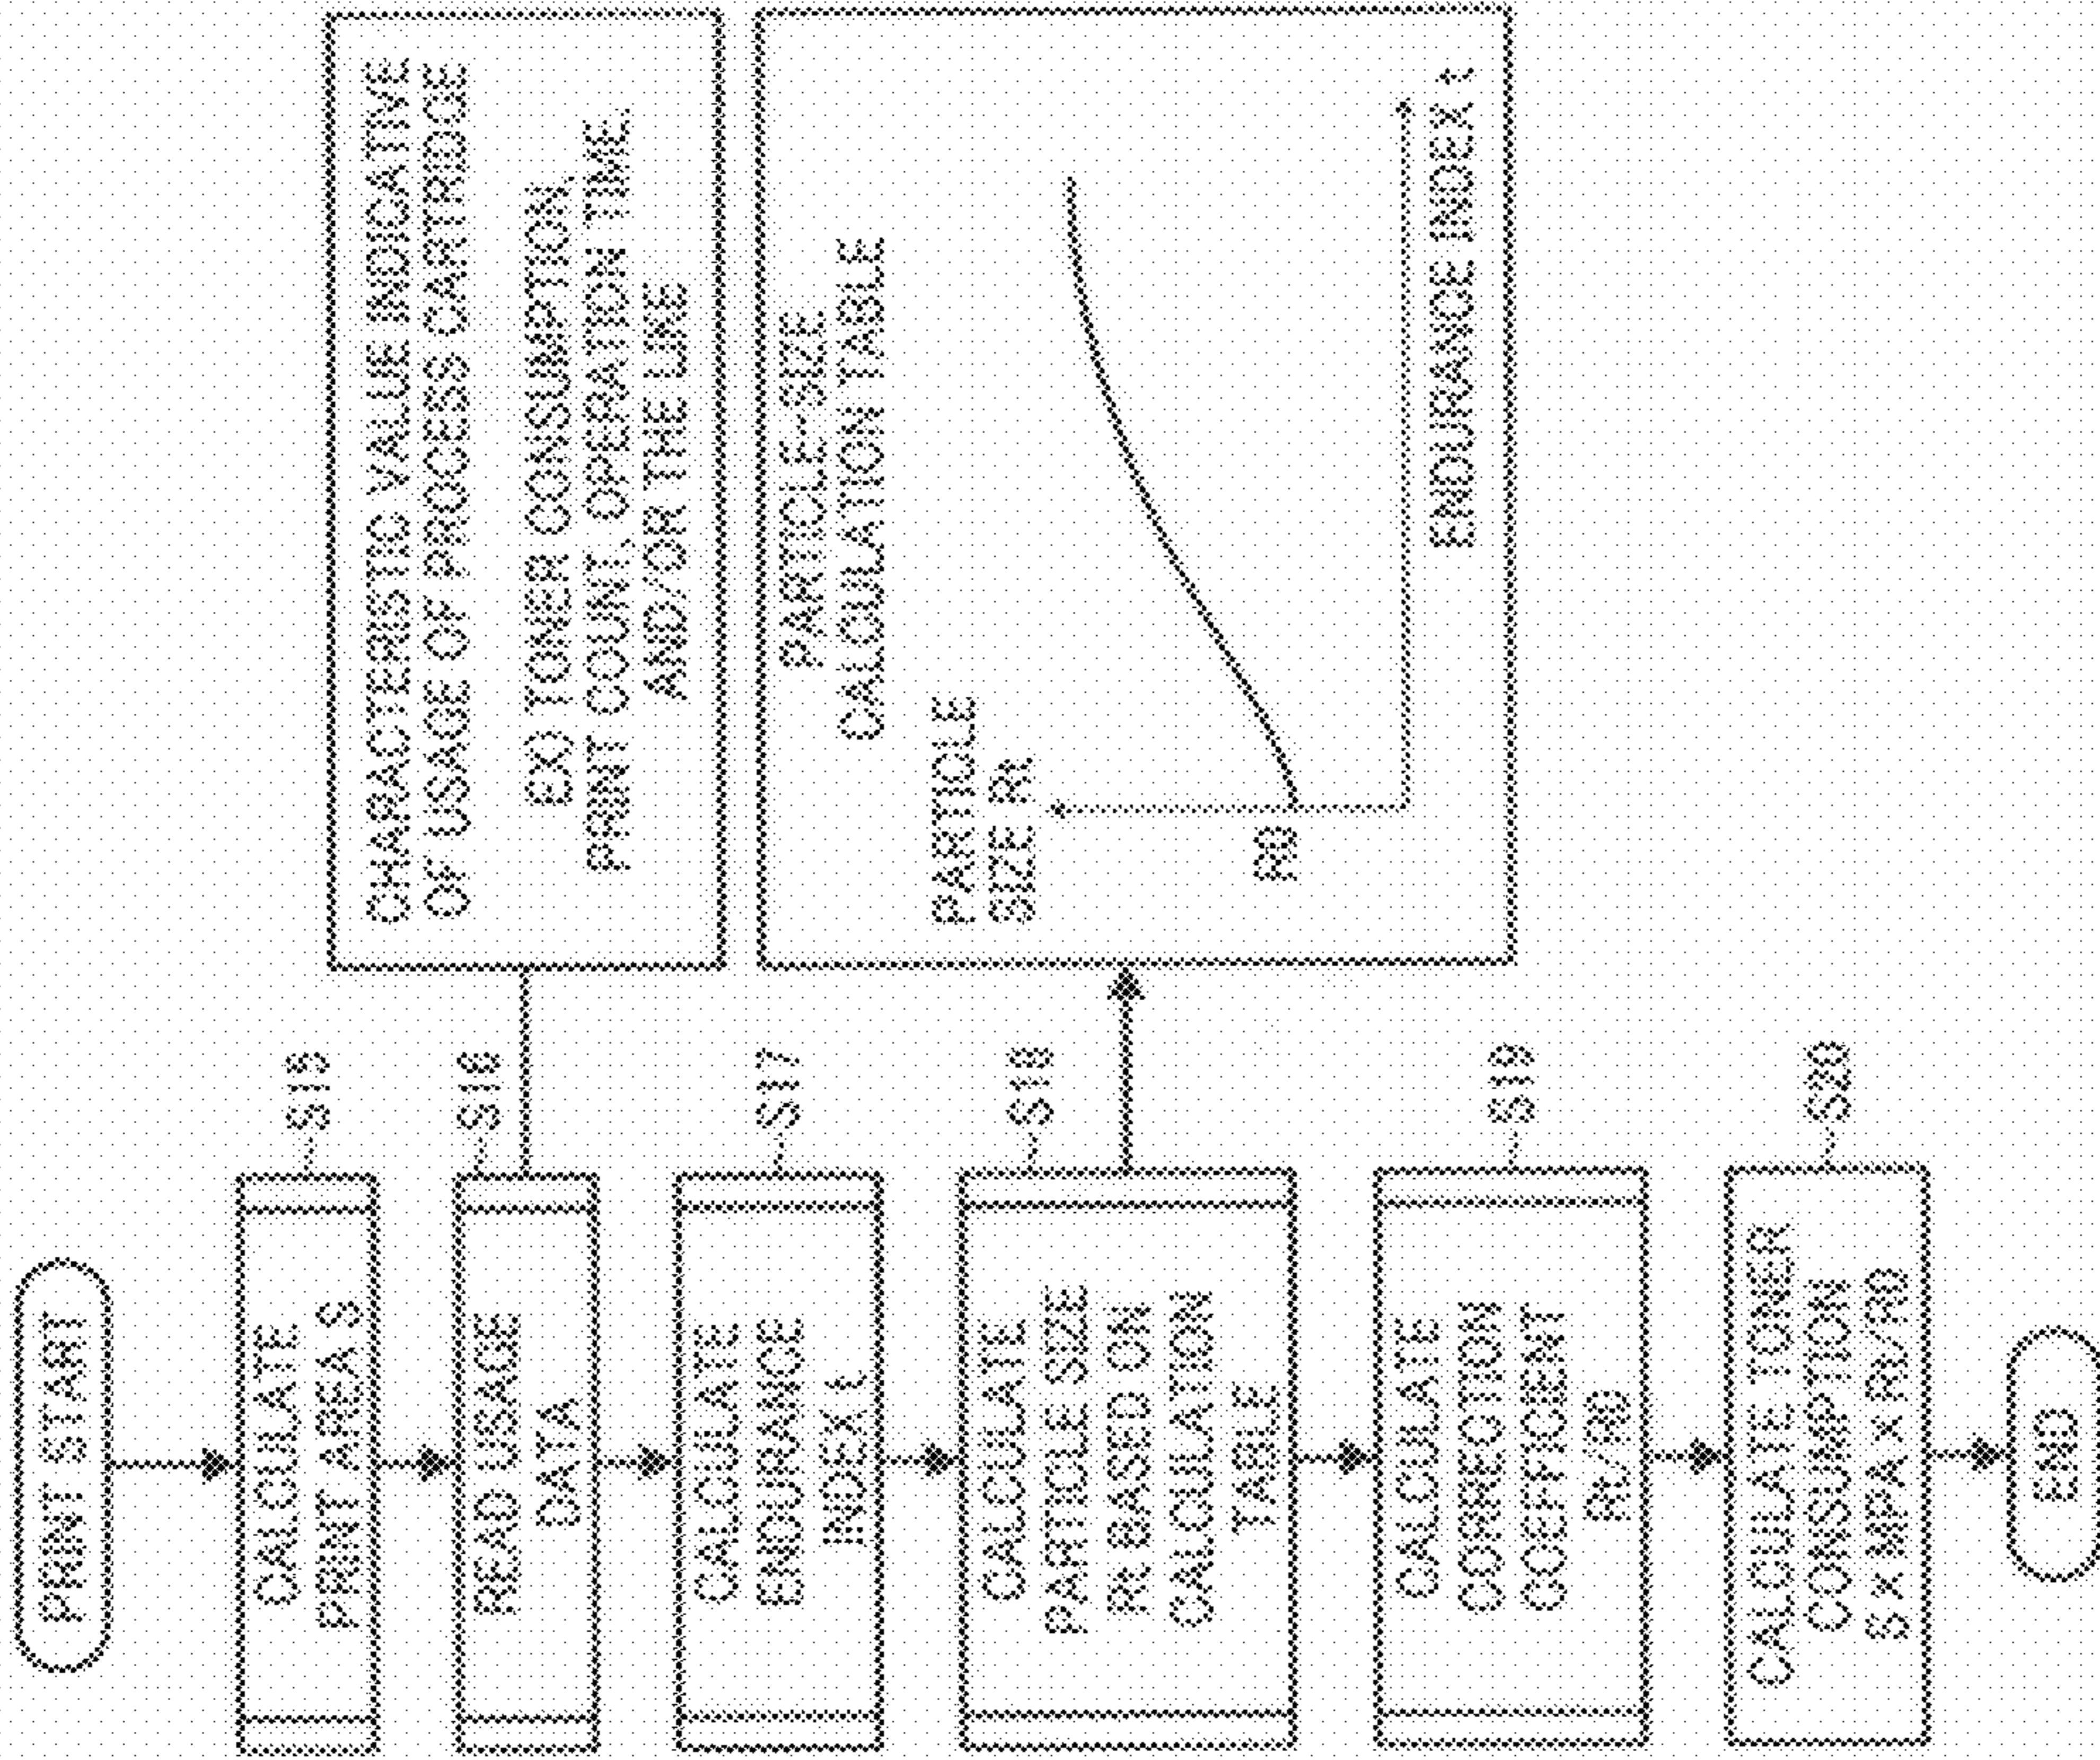 PRINT START
CALCULATE
PRINT AREA S
S15
READ USAGE
DATA
S16
CHARACTERISTIC VALUE INDICATIVE
OF USAGE OF PROCESS CARTRIDGE
EX) TONER CONSUMPTION,
PRINT COUNT, OPERATION TIME,
AND/OR THE LIKE
CALCULATE
ENDURANCE
INDEX t
S17
CALCULATE
PARTICLE SIZE
Rt BASED ON
CALCULATION
TABLE
S18
PARTICLE-SIZE
CALCULATION TABLE
PARTICLE
SIZE Rt
R0
ENDURANCE INDEX t
CALCULATE
CORRECTION
COEFFICIENT
Rt/R0
S19
CALCULATE TONER
CONSUMPTION
S X MPA X Rt/R0
S20
END